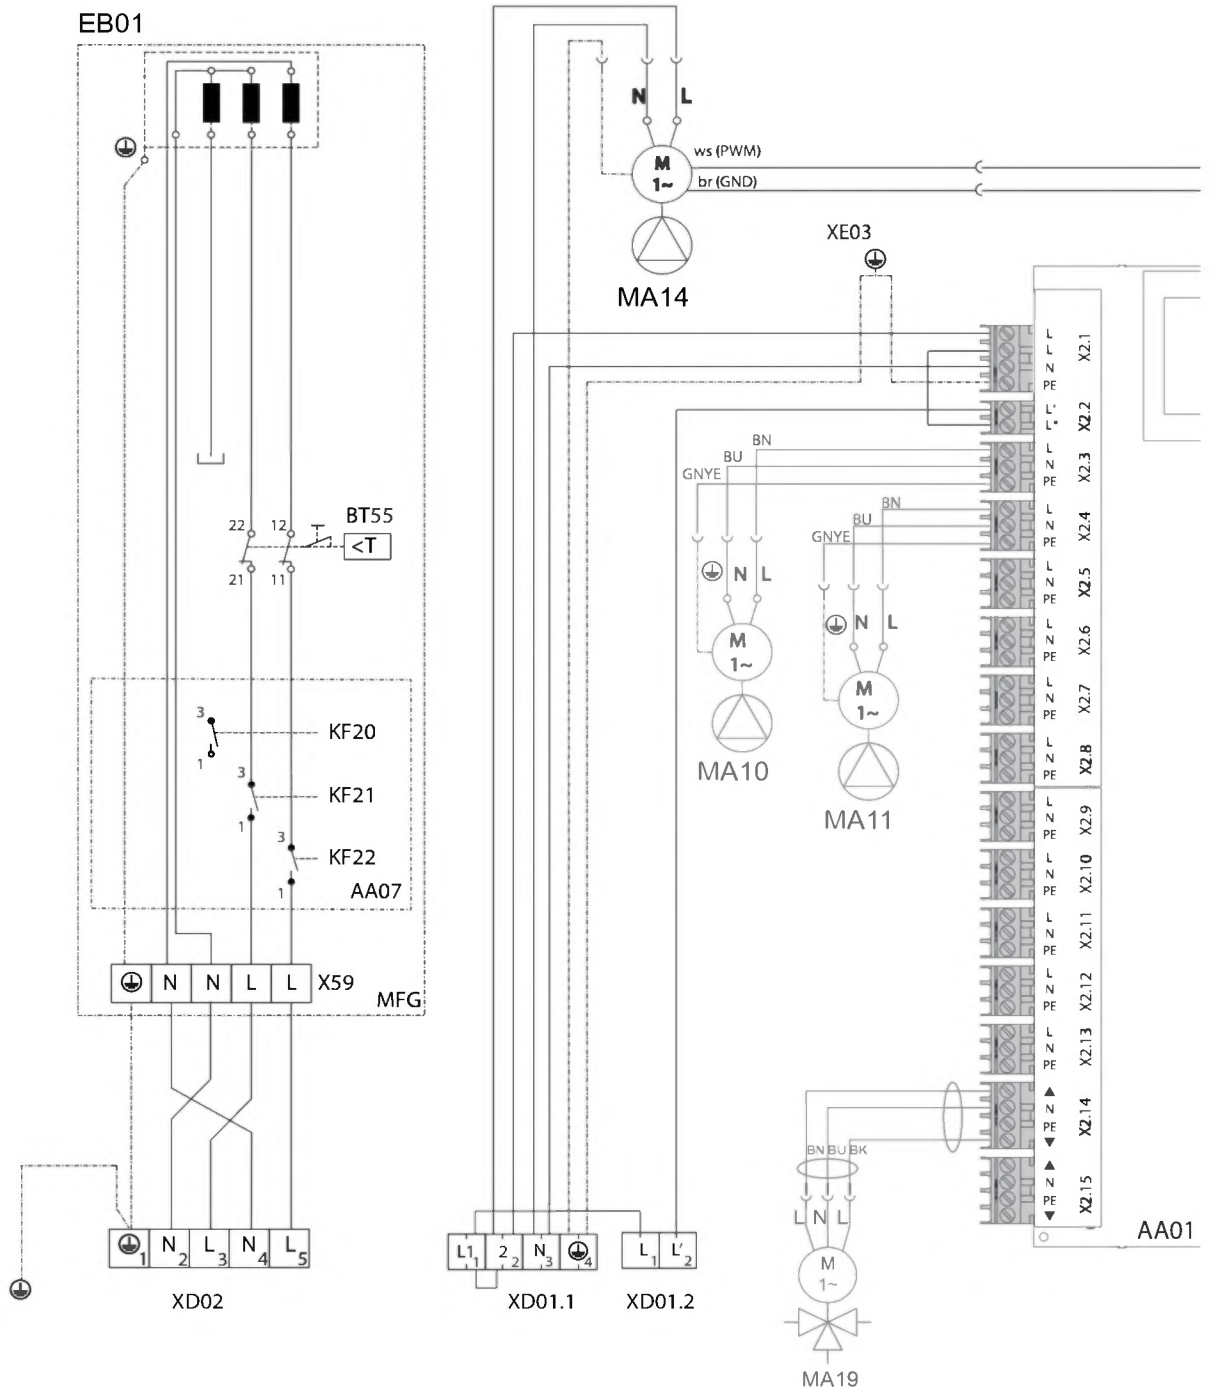 EB01
N L
M
1~
ws (PWM)
br (GND)
MA14
XE03
L
L
N
PE
X2.1
L'
L"
X2.2
L
N
PE
X2.3
L
N
PE
X2.4
L
N
PE
X2.5
L
N
PE
X2.6
L
N
PE
X2.7
L
N
PE
X2.8
L
N
PE
X2.9
L
N
PE
X2.10
L
N
PE
X2.11
L
N
PE
X2.12
L
N
PE
X2.13
▲
N
PE
▼
X2.14
▲
N
PE
▼
X2.15
AA01
BN
BU
GNYE
N L
M
1~
MA10
BN
BU
GNYE
N L
M
1~
MA11
22 12
BT55
<T
21 11
3
1
KF20
3
1
KF21
3
1
KF22
AA07
N N L L X59
MFG
1 N2 L3 N4 L5
XD02
L1 1 2 2 N 3 4
XD01.1
L 1 L' 2
XD01.2
BN BU BK
L N L
M
1~
MA19